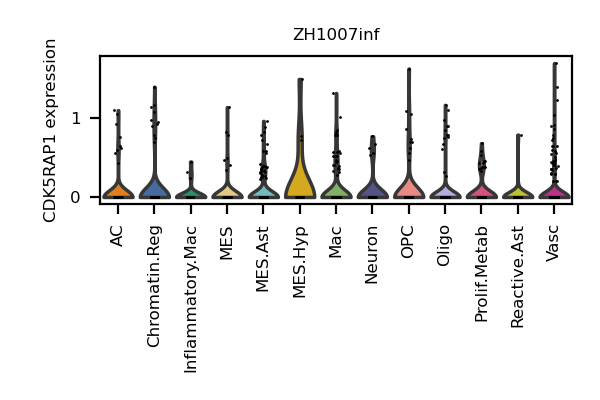 ZH1007inf
CDK5RAP1 expression
1
0
AC
Chromatin.Reg
Inflammatory.Mac
MES
MES.Ast
MES.Hyp
Mac
Neuron
OPC
Oligo
Prolif.Metab
Reactive.Ast
Vasc